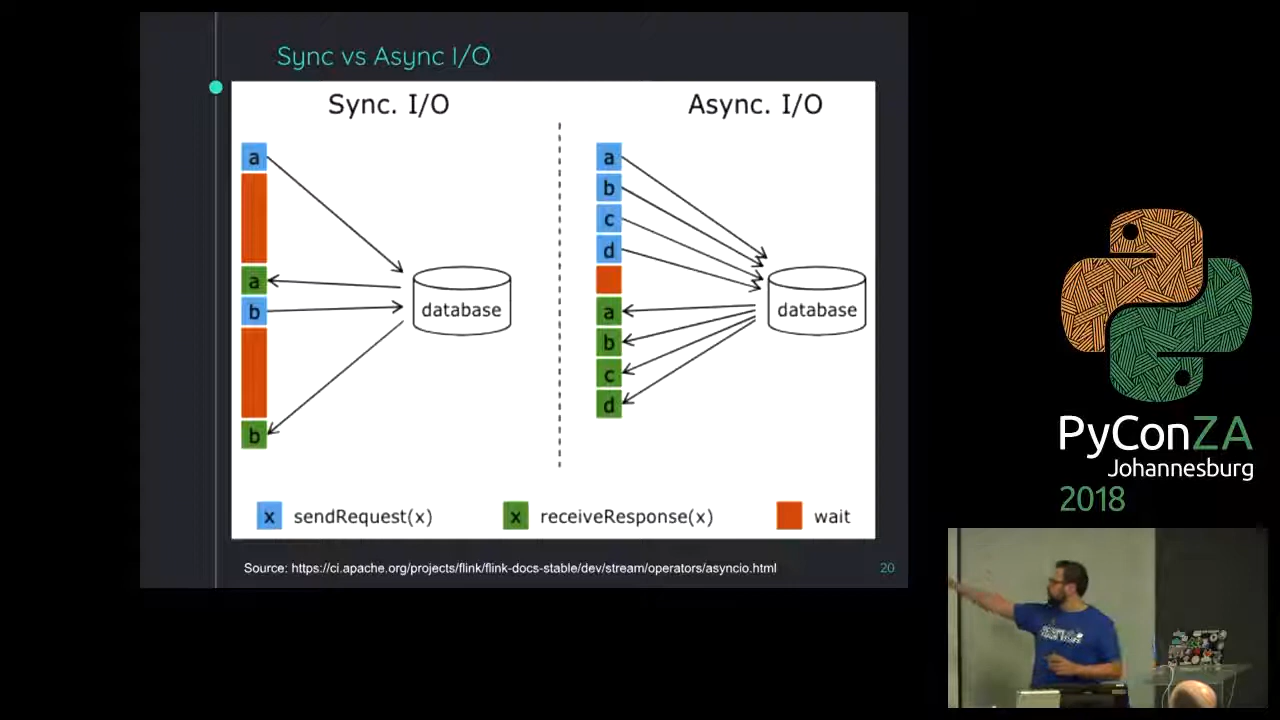 Sync vs Async I/O
Sync. I/O
Async. I/O
a
a
b
b
database
a
b
c
d
a
b
c
d
database
x sendRequest(x)
x receiveResponse(x)
wait
Source: https://ci.apache.org/projects/flink/flink-docs-stable/dev/stream/operators/asyncio.html
20
PyConZA
Johannesburg
2018